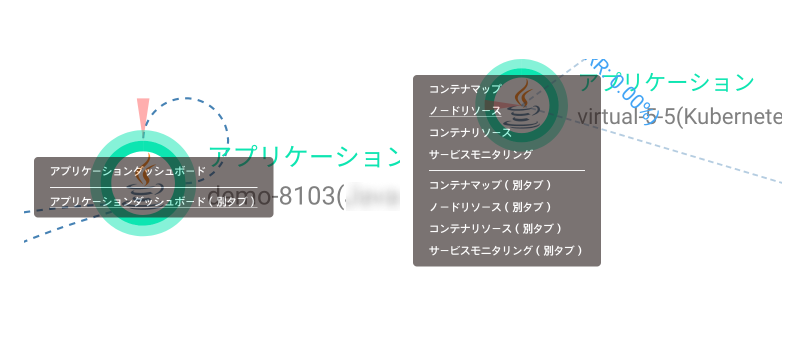 アプリケーションダッシュボード
アプリケーションダッシュボード ( 別タブ )
アプリケーション
demo-8103(
コンテナマップ
ノードリソース
コンテナリソース
サービスモニタリング
コンテナマップ ( 別タブ )
ノードリソース ( 別タブ )
コンテナリソース ( 別タブ )
サービスモニタリング ( 別タブ )
R: 0.00%)
アプリケーション
virtual-5-5(Kubernete